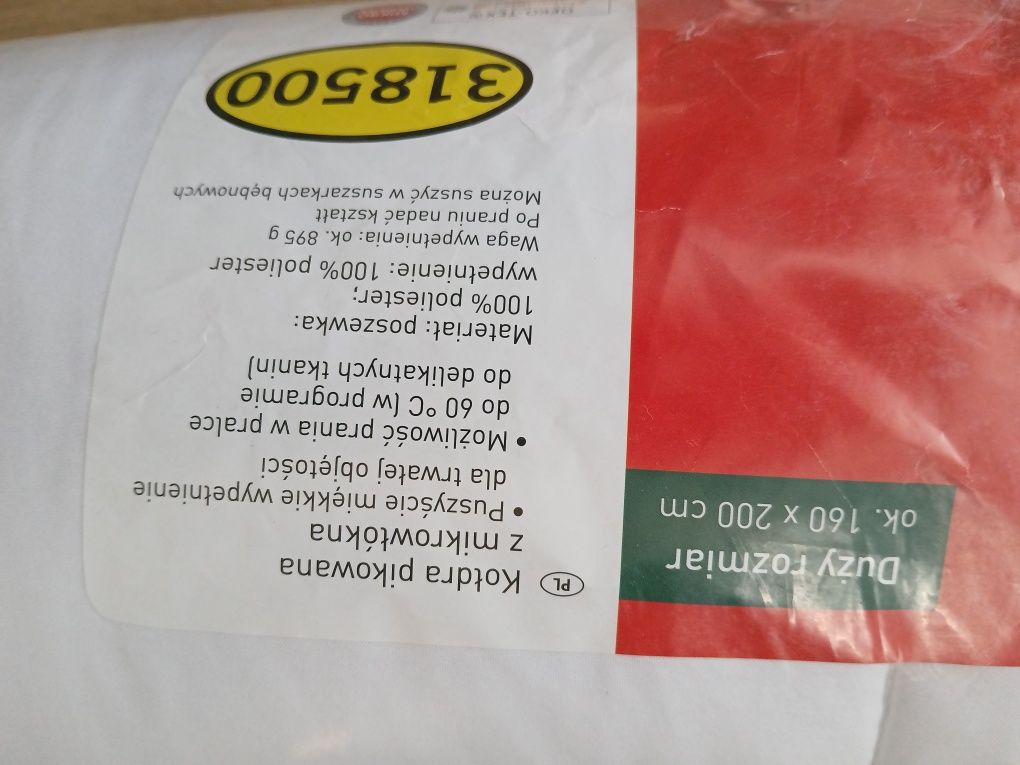 Duży rozmiar
ok. 160 x 200 cm
PL
Kołdra pikowana
z mikrowłókna
• Puszyście miękkie wypełnienie
dla trwałej objętości
• Możliwość prania w pralce
do 60 °C (w programie
do delikatnych tkanin)
Materiał: poszewka:
100% poliester;
wypełnienie: 100% poliester
Waga wypełnienia: ok. 895 g
Po praniu nadać kształt
Można suszyć w suszarkach bębnowych
318500
OEKO-TEX®